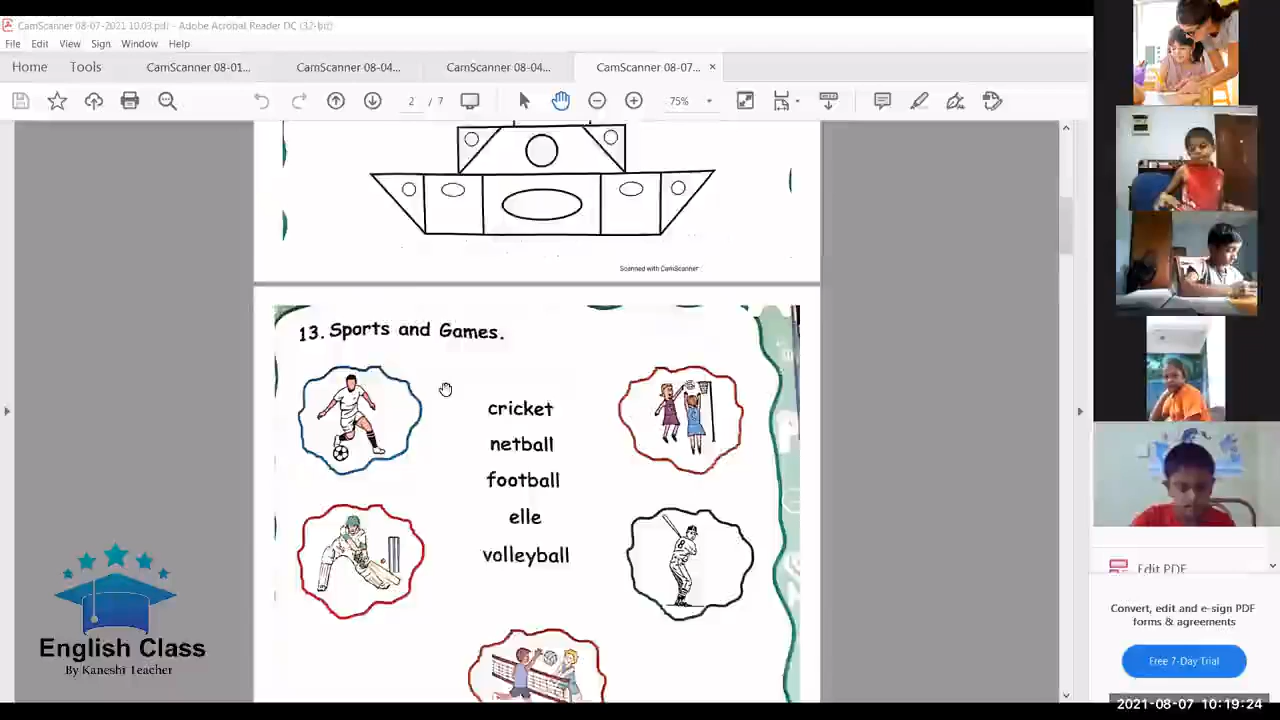 CamScanner 08-07-2021 10.03.pdf - Adobe Acrobat Reader DC (32-bit)
File Edit View Sign Window Help
Home Tools CamScanner 08-01... CamScanner 08-04... CamScanner 08-04... CamScanner 08-07... ×
2 / 7 75%
Scanned with CamScanner
13. Sports and Games.
cricket
netball
football
elle
volleyball
English Class
By Kaneshi Teacher
Edit PDF
Convert, edit and e-sign PDF
forms & agreements
Free 7-Day Trial
2021-08-07 10:19:24